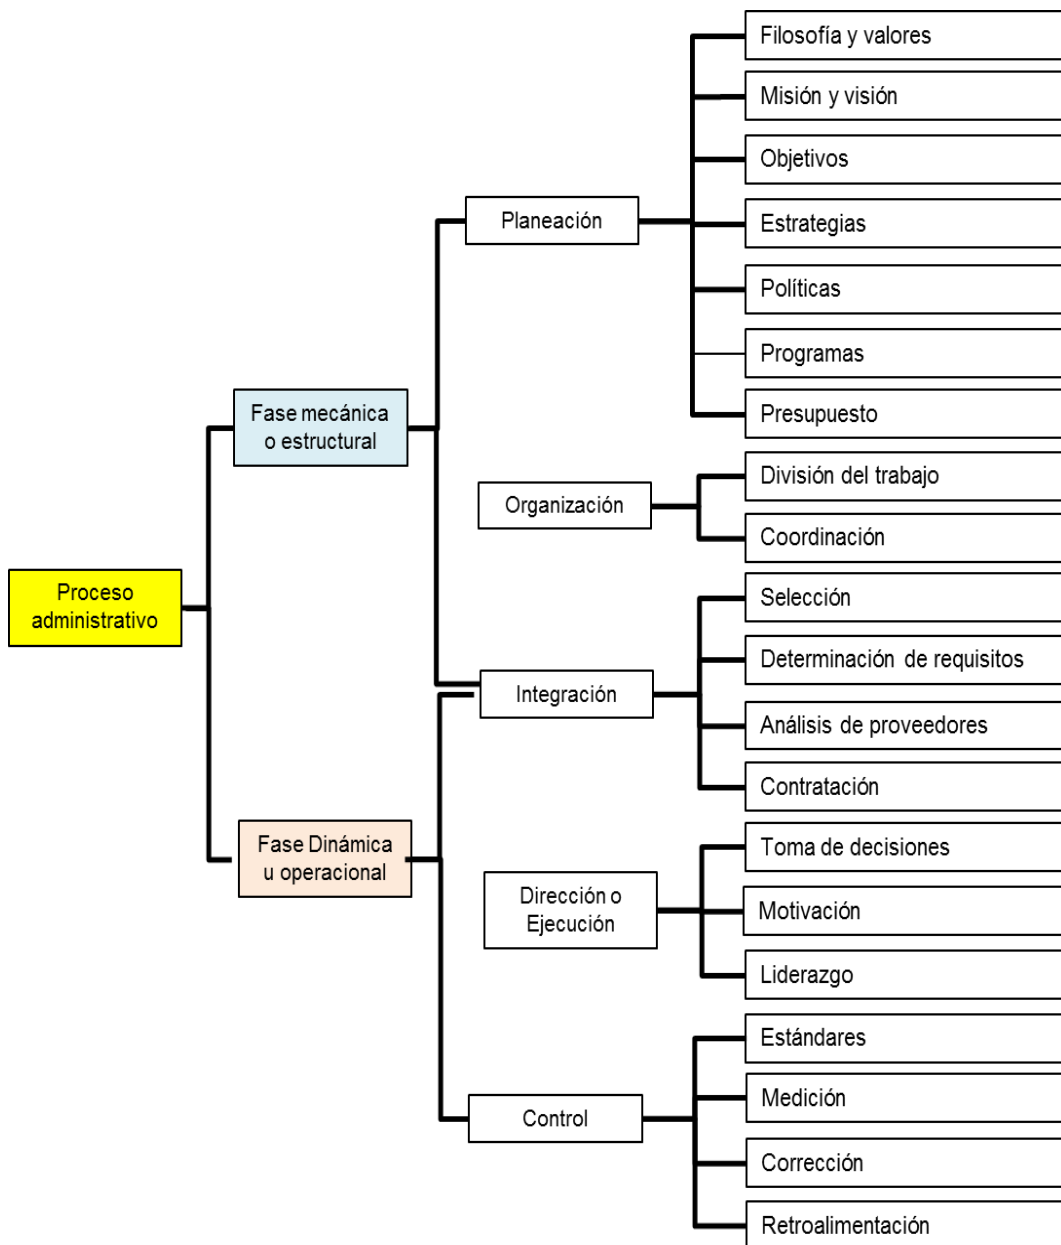 Proceso
administrativo
Fase mecánica
o estructural
Planeación
Filosofía y valores
Misión y visión
Objetivos
Estrategias
Políticas
Programas
Presupuesto
Organización
División del trabajo
Coordinación
Integración
Selección
Determinación de requisitos
Análisis de proveedores
Contratación
Fase Dinámica
u operacional
Dirección o
Ejecución
Toma de decisiones
Motivación
Liderazgo
Control
Estándares
Medición
Corrección
Retroalimentación